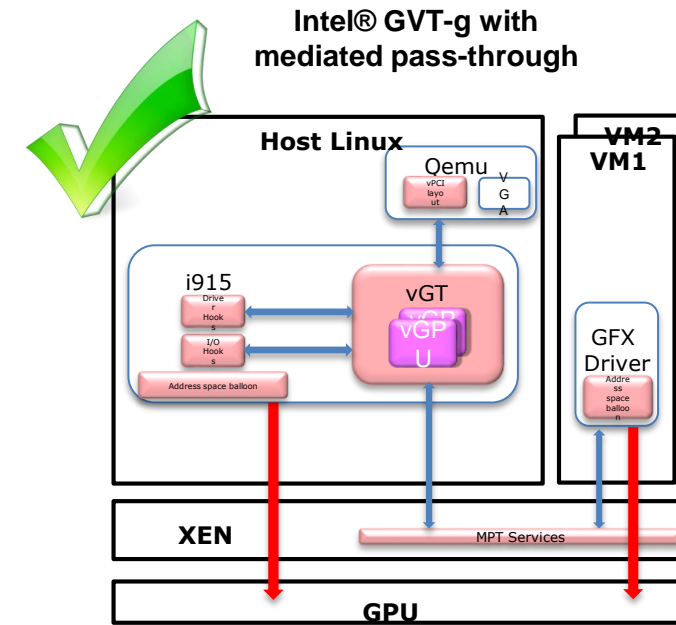 Intel® GVT-g with
mediated pass-through
Host Linux
VM2
VM1
Qemu
vPCI
layo
ut
V
G
A
i915
Drive
r
Hook
s
I/O
Hook
s
Address space balloon
vGT
vGP
vGP
U
GFX
Driver
Addre
ss
space
balloo
n
XEN
MPT Services
GPU